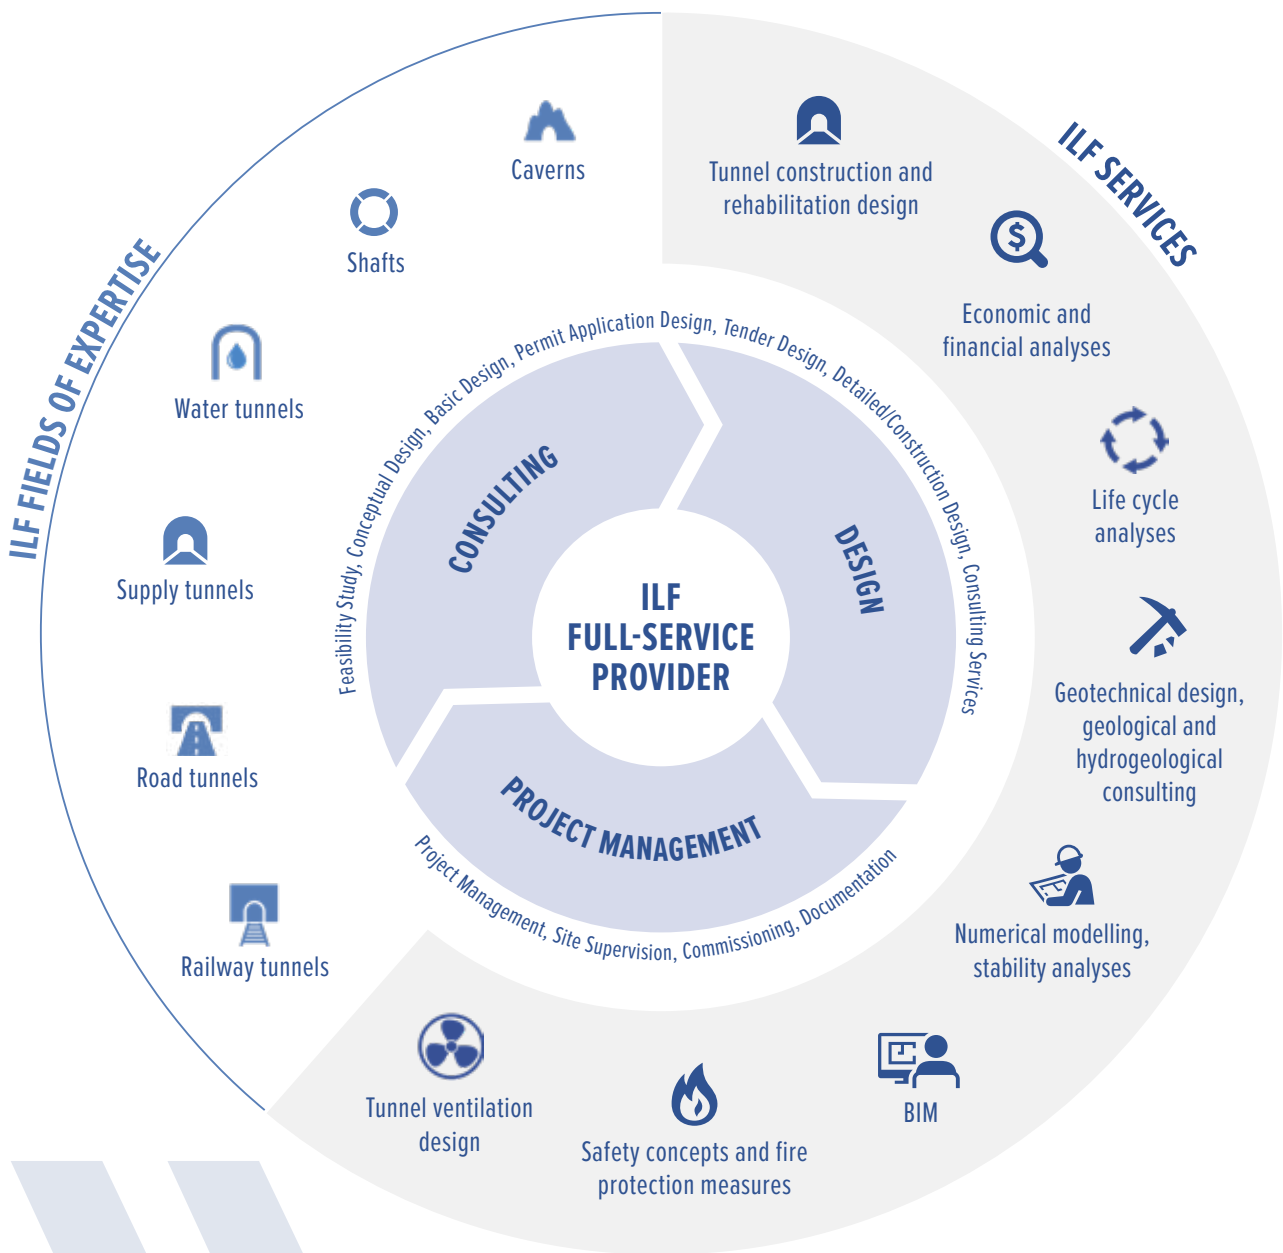 ILF FIELDS OF EXPERTISE
Caverns
Shafts
Water tunnels
Supply tunnels
Road tunnels
Railway tunnels
ILF SERVICES
Tunnel construction and
rehabilitation design
Economic and
financial analyses
Life cycle
analyses
Geotechnical design,
geological and
hydrogeological
consulting
Numerical modelling,
stability analyses
BIM
Safety concepts and fire
protection measures
Tunnel ventilation
design
Feasibility Study, Conceptual Design, Basic Design, Permit Application Design, Tender Design, Detailed/Construction Design, Consulting Services
CONSULTING
DESIGN
PROJECT MANAGEMENT
Project Management, Site Supervision, Commissioning, Documentation
ILF
FULL-SERVICE
PROVIDER